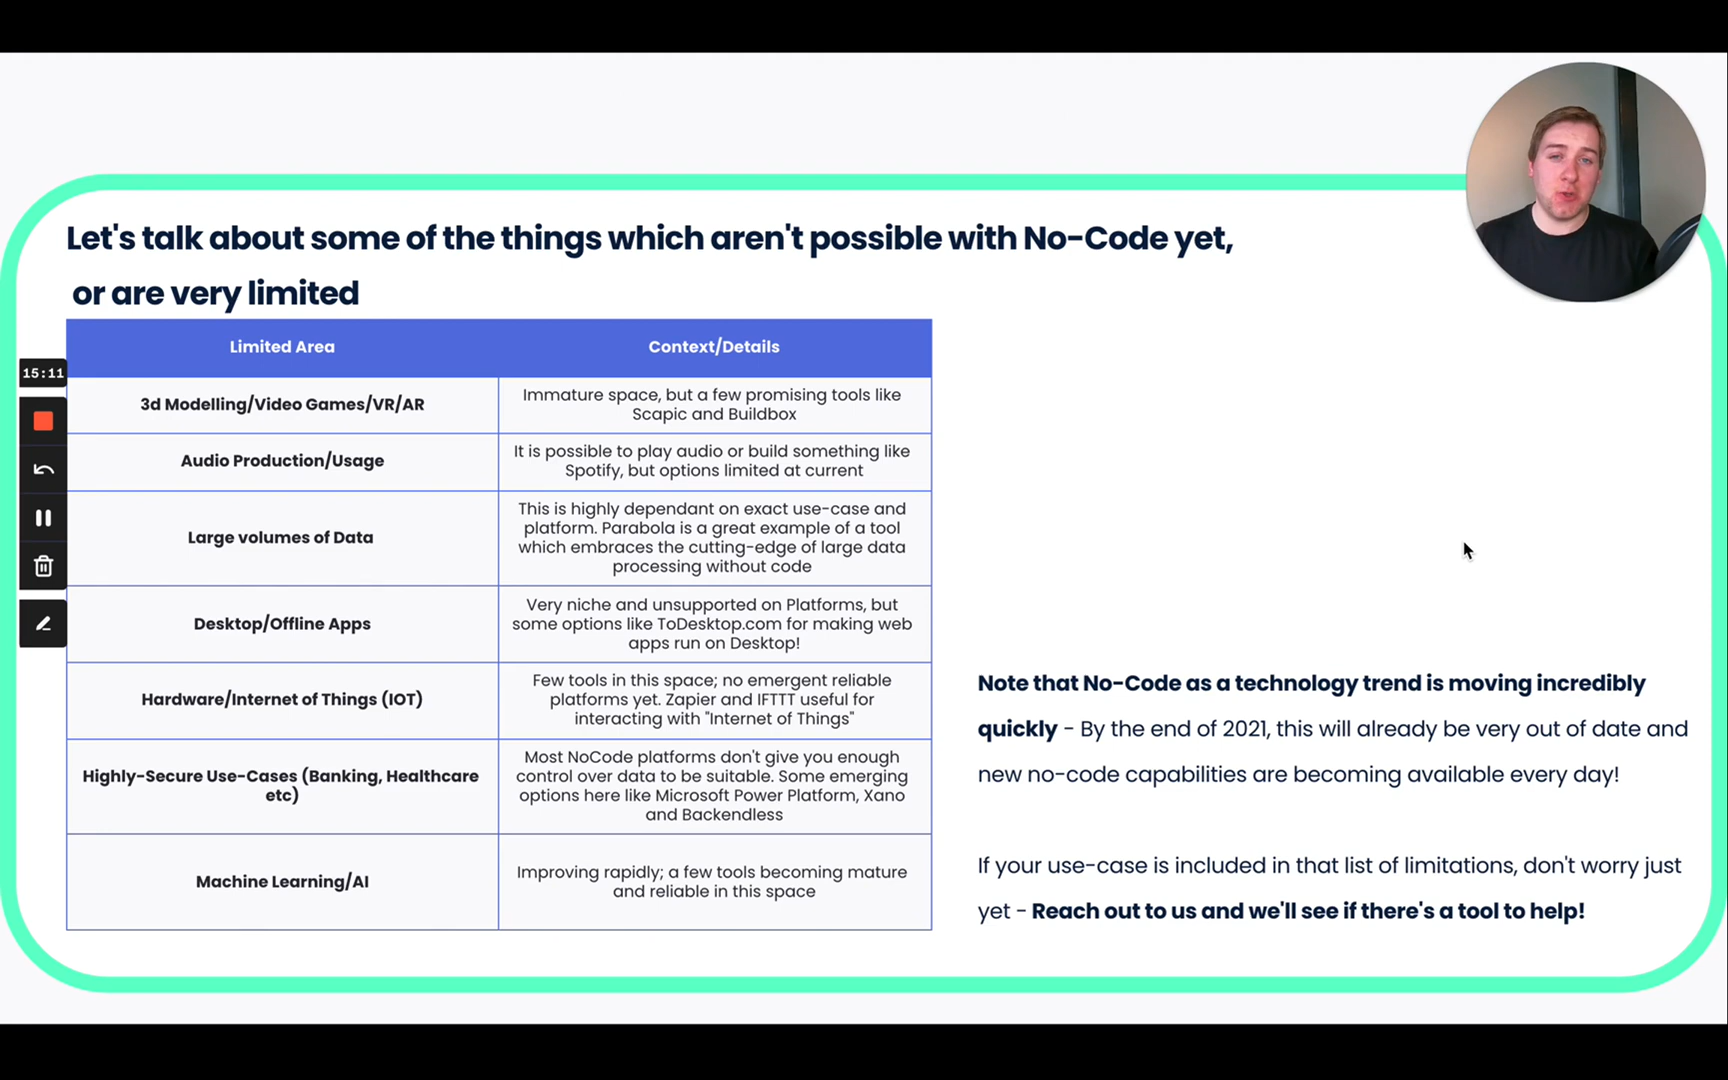 Let's talk about some of the things which aren't possible with No-Code yet,
or are very limited
Limited Area
Context/Details
3d Modelling/Video Games/VR/AR
Immature space, but a few promising tools like
Scapic and Buildbox
Audio Production/Usage
It is possible to play audio or build something like
Spotify, but options limited at current
Large volumes of Data
This is highly dependant on exact use-case and
platform. Parabola is a great example of a tool
which embraces the cutting-edge of large data
processing without code
Desktop/Offline Apps
Very niche and unsupported on Platforms, but
some options like ToDesktop.com for making web
apps run on Desktop!
Hardware/Internet of Things (IOT)
Few tools in this space; no emergent reliable
platforms yet. Zapier and IFTTT useful for
interacting with "Internet of Things"
Highly-Secure Use-Cases (Banking, Healthcare
etc)
Most NoCode platforms don't give you enough
control over data to be suitable. Some emerging
options here like Microsoft Power Platform, Xano
and Backendless
Machine Learning/AI
Improving rapidly; a few tools becoming mature
and reliable in this space
15:11
Note that No-Code as a technology trend is moving incredibly
quickly - By the end of 2021, this will already be very out of date and
new no-code capabilities are becoming available every day!
If your use-case is included in that list of limitations, don't worry just
yet - Reach out to us and we'll see if there's a tool to help!